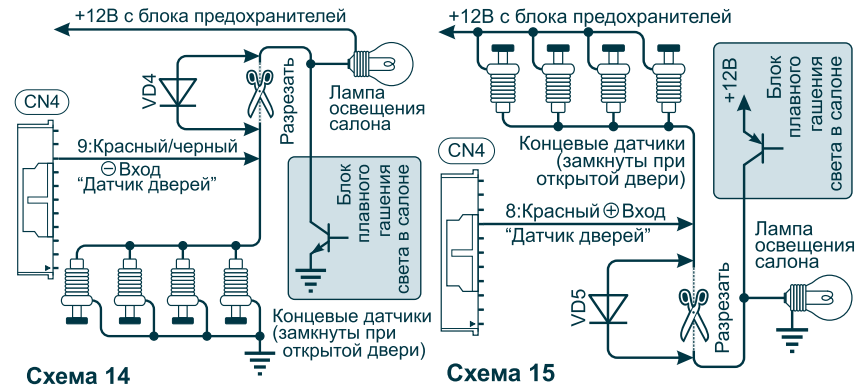 +12В с блока предохранителей
VD4
Разрезать
Лампа
освещения
салона
CN4
9:Красный/черный
⊖Вход
“Датчик дверей”
Блок
плавного
гашения
света в салоне
Концевые датчики
(замкнуты при
открытой двери)
Схема 14
+12В с блока предохранителей
+12В
Блок
плавного
гашения
света в салоне
Концевые датчики
(замкнуты при
открытой двери)
CN4
8:Красный ⊕ Вход
“Датчик дверей”
Лампа
освещения
салона
VD5
Разрезать
Схема 15